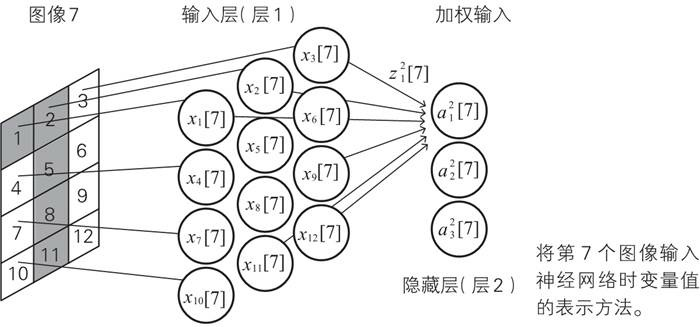 图像7 输入层(层1) 加权输入
x3[7]
z²₁[7]
3
x2[7]
2
x1[7] x6[7] a²₁[7]
1
x5[7]
6
5
x4[7] x9[7] a²₂[7]
4
9
x8[7]
8
x7[7] x12[7] a²₃[7]
7
12
11
x11[7]
10
x10[7]
隐藏层(层2)
将第7个图像输入
神经网络时变量值
的表示方法。